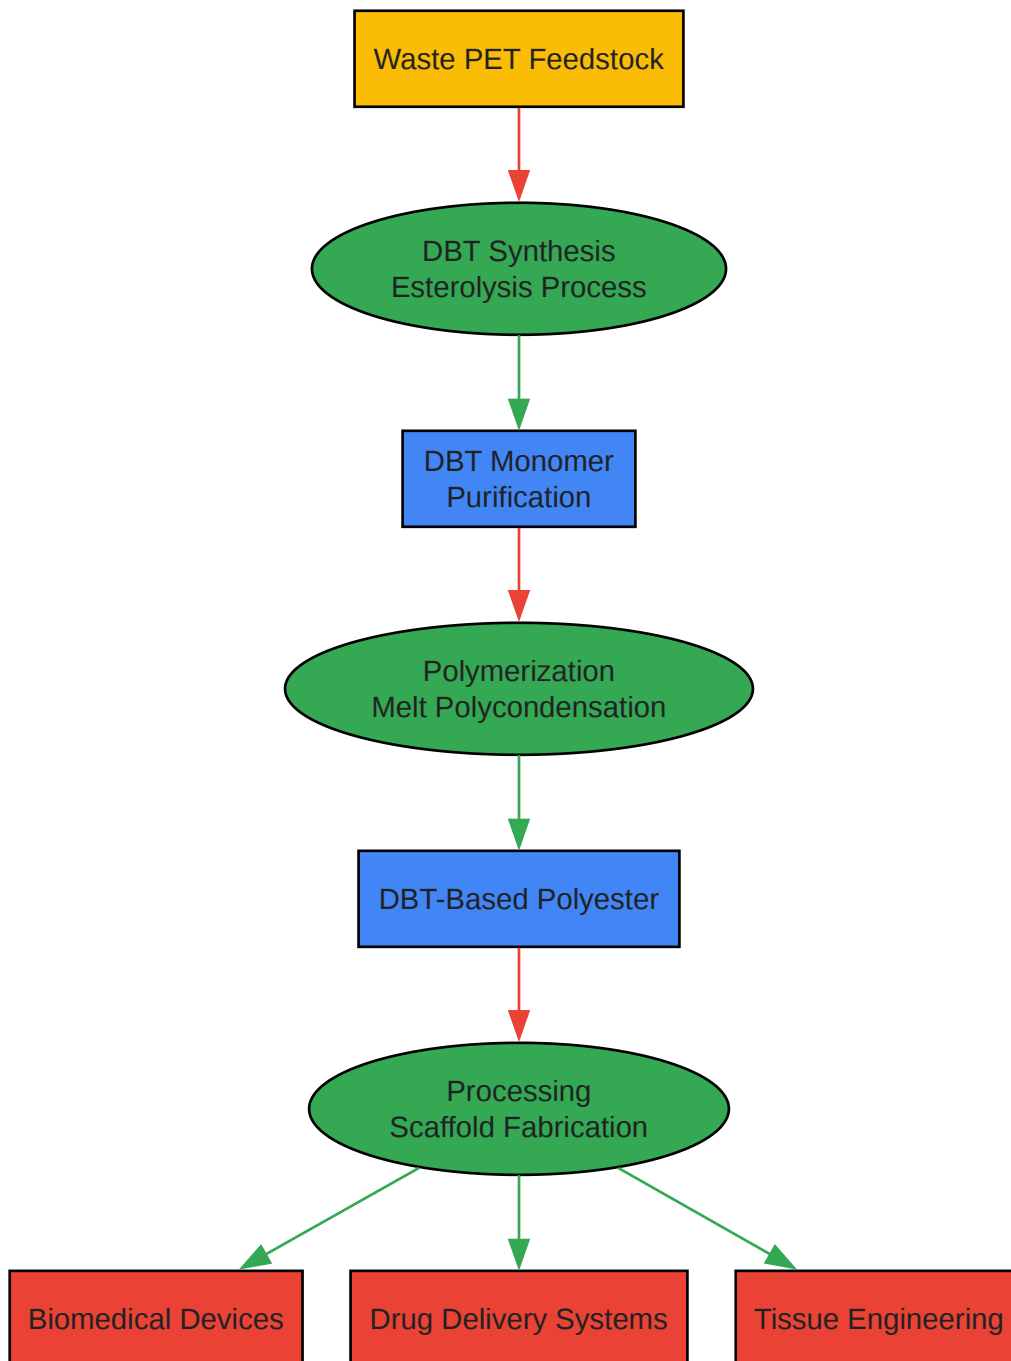 Waste PET Feedstock
DBT Synthesis
Esterolysis Process
DBT Monomer
Purification
Polymerization
Melt Polycondensation
DBT-Based Polyester
Processing
Scaffold Fabrication
Biomedical Devices
Drug Delivery Systems
Tissue Engineering